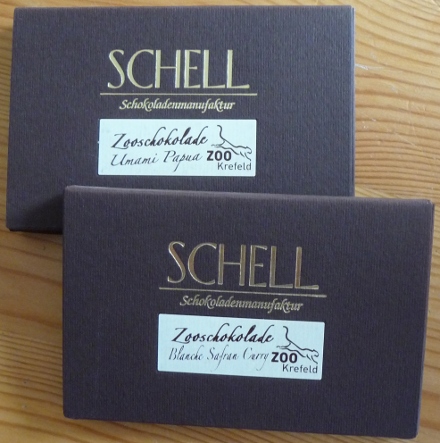 SCHELL
Schokoladenmanufaktur
Zooschokolade
Umami Papua ZOO
Krefeld
SCHELL
Schokoladenmanufaktur
Zooschokolade
Blanche Safran Curry ZOO
Krefeld